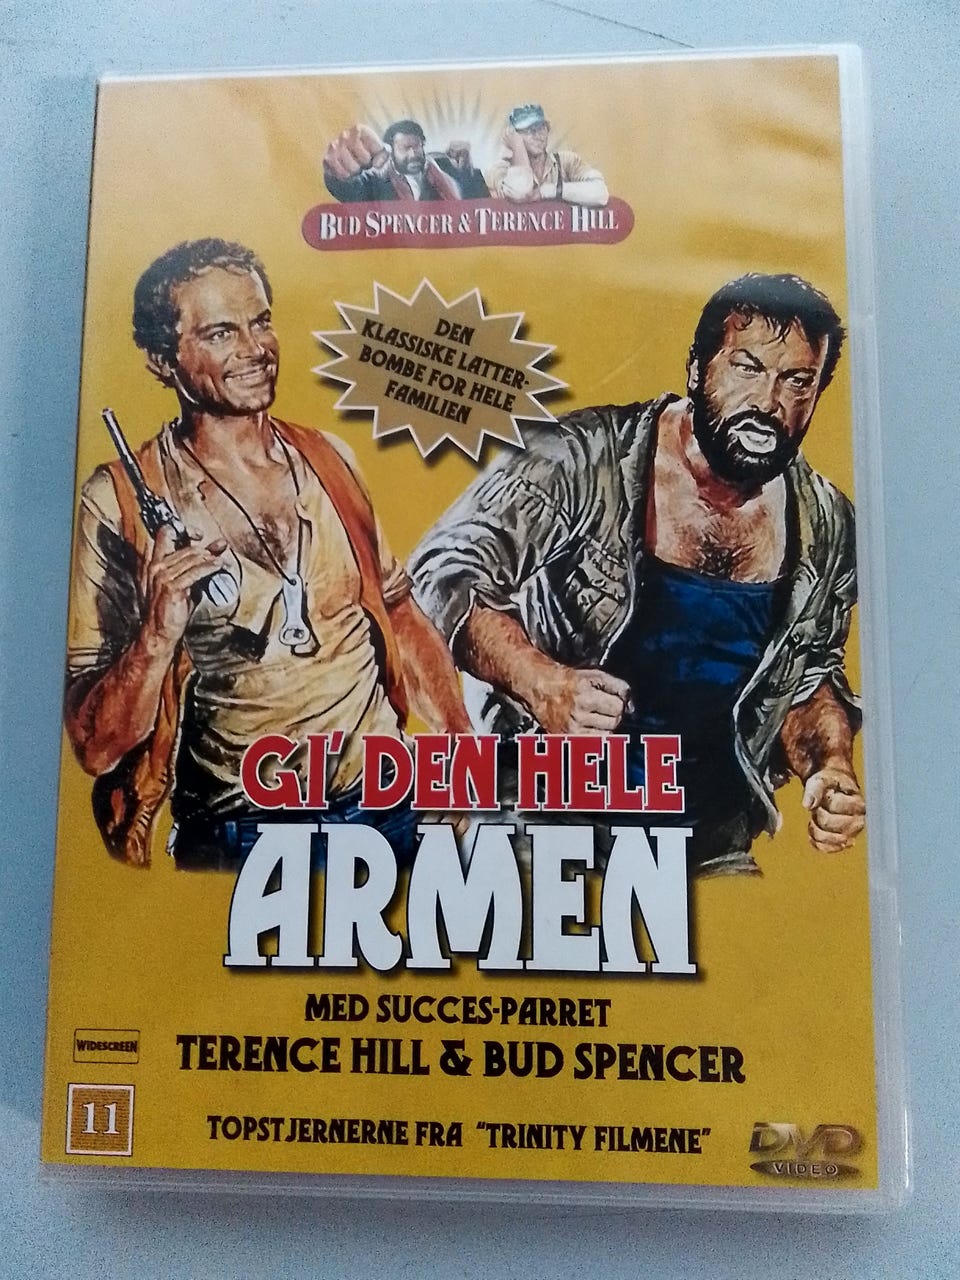 BUD SPENCER & TERENCE HILL
DEN
KLASSISKE LATTER-
BOMBE FOR HELE
FAMILIEN
GI' DEN HELE
ARMEN
MED SUCCES-PARRET
TERENCE HILL & BUD SPENCER
WIDESCREEN
11
TOPSTJERNERNE FRA "TRINITY FILMENE"
DVD
VIDEO